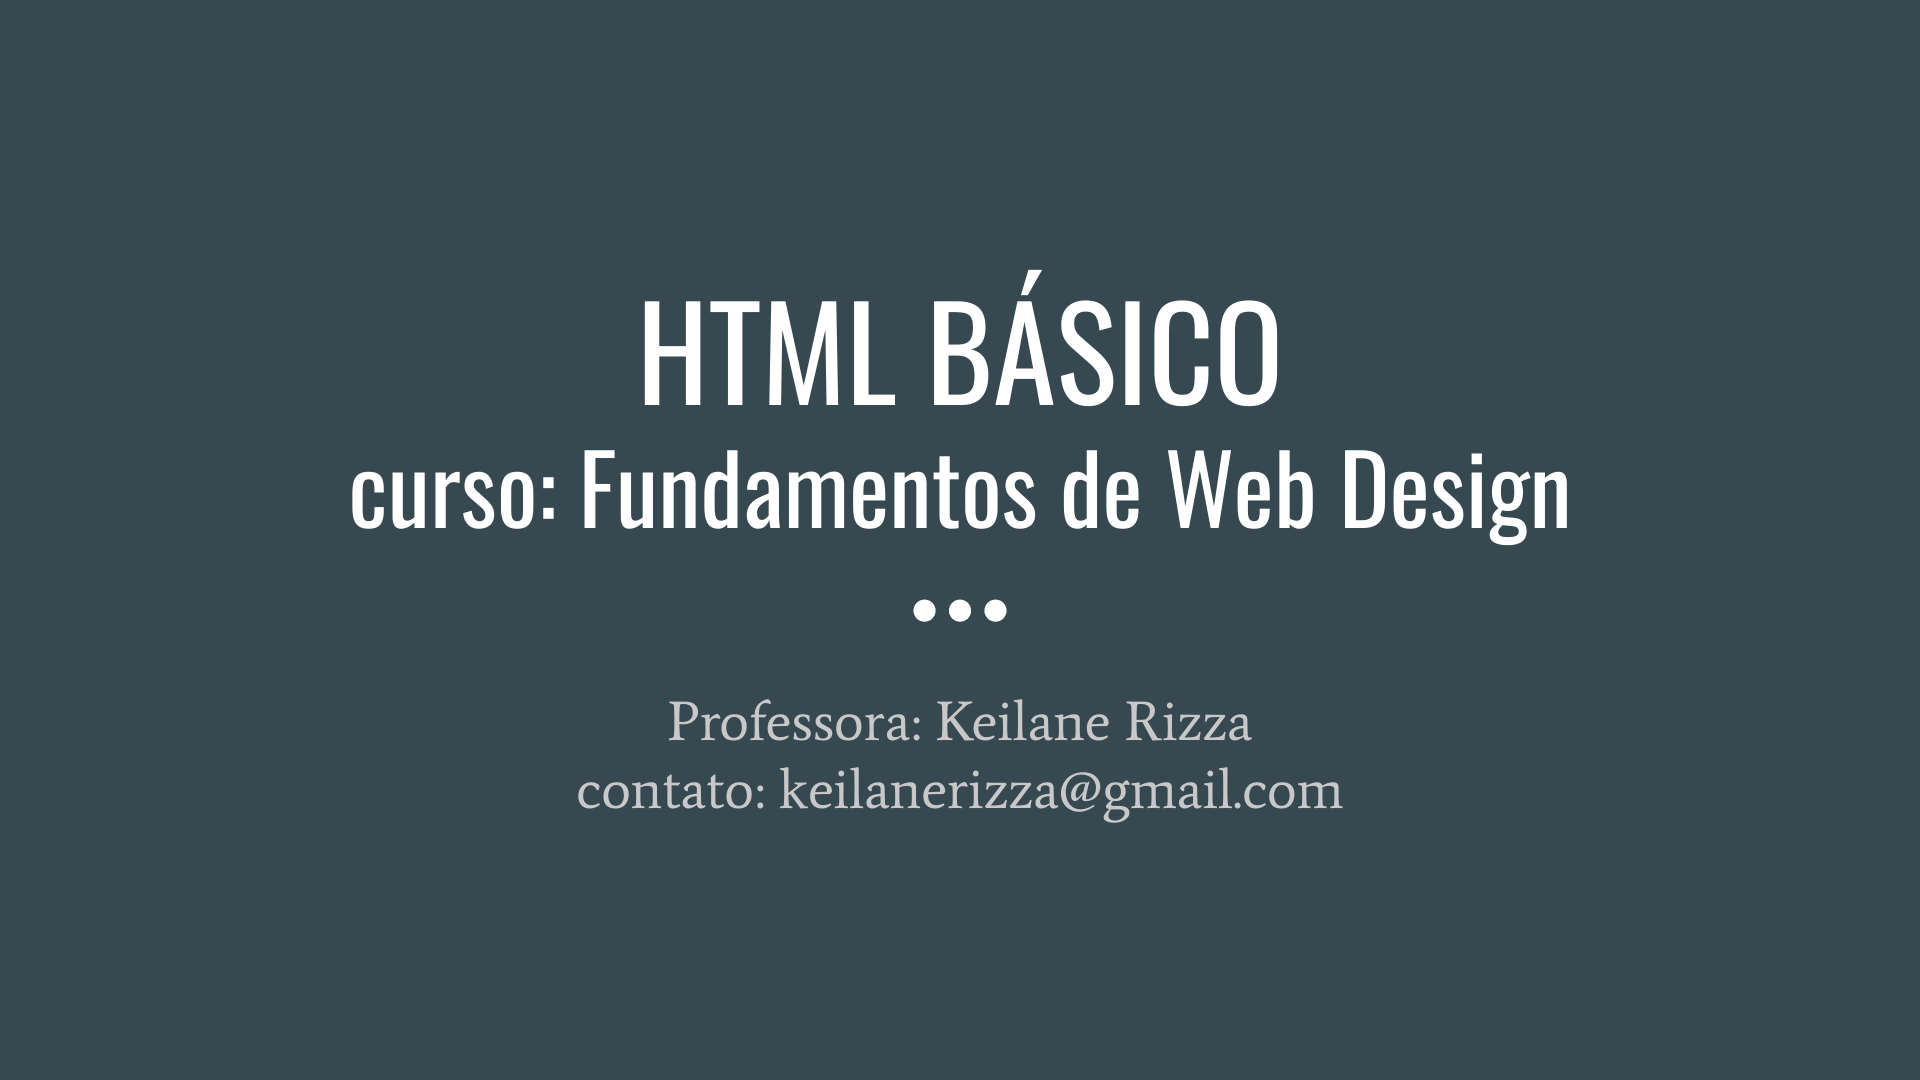 HTML BÁSICO
curso: Fundamentos de Web Design
Professora: Keilane Rizza
contato: keilanerizza@gmail.com